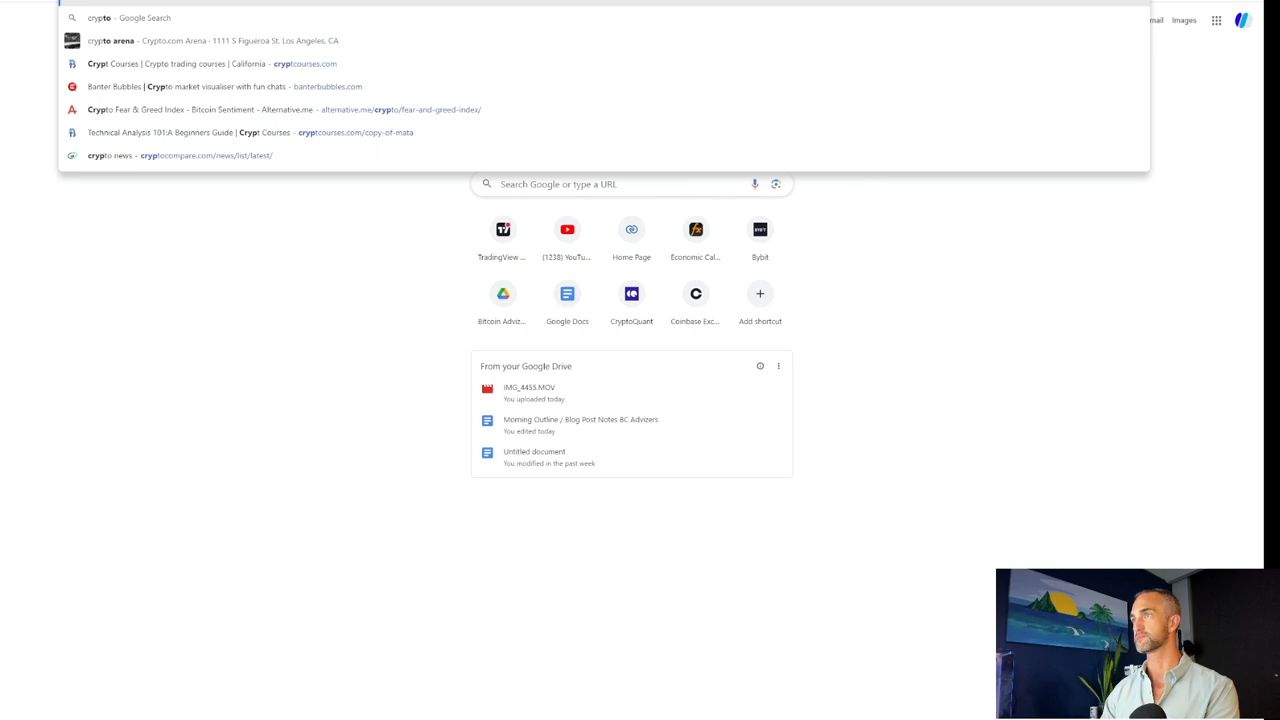 crypto - Google Search
crypto arena - Crypto.com Arena - 1111 S Figueroa St, Los Angeles, CA
Crypt Courses | Crypto trading courses | California - cryptcourses.com
Banter Bubbles | Crypto market visualiser with fun chats - banterbubbles.com
Crypto Fear & Greed Index - Bitcoin Sentiment - Alternative.me - alternative.me/crypto/fear-and-greed-index/
Technical Analysis 101:A Beginners Guide | Crypt Courses - cryptcourses.com/copy-of-mata
crypto news - cryptocompare.com/news/list/latest/
mail Images
Search Google or type a URL
TradingView ... (1238) YouTu... Home Page Economic Cal... Bybit
Bitcoin Adviz... Google Docs CryptoQuant Coinbase Exc... Add shortcut
From your Google Drive
IMG_4455.MOV
You uploaded today
Morning Outline / Blog Post Notes BC Advizers
You edited today
Untitled document
You modified in the past week